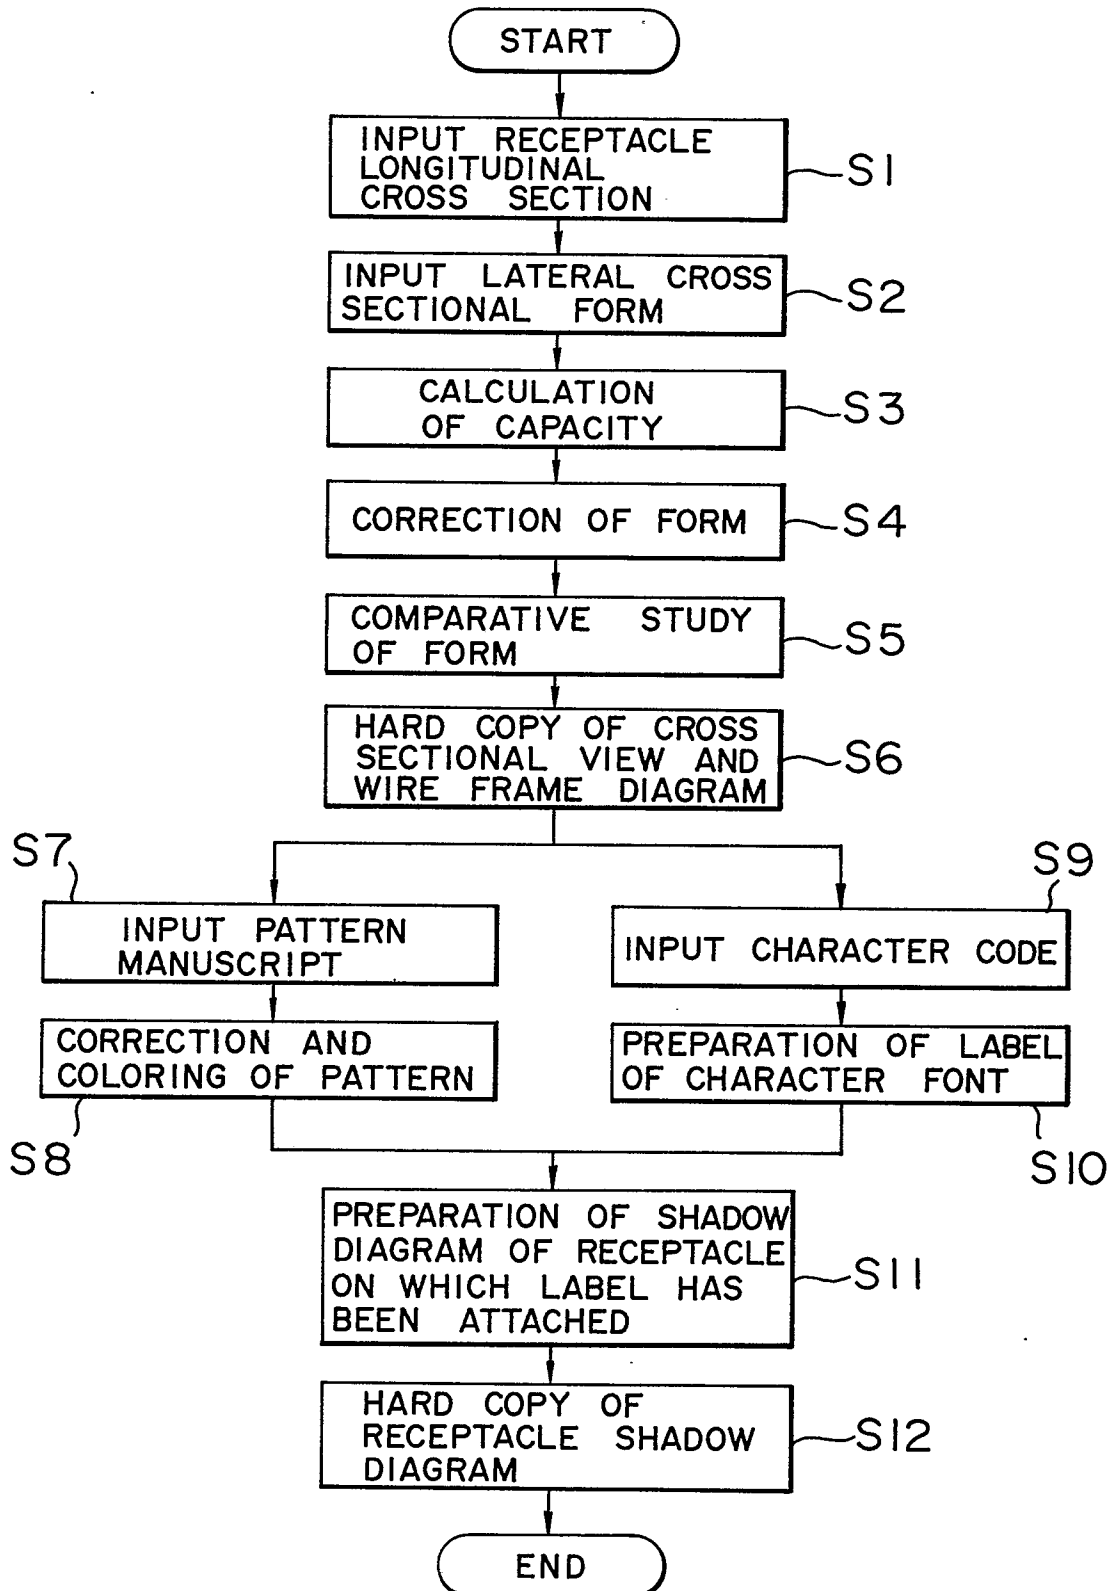 START
INPUT RECEPTACLE
LONGITUDINAL
CROSS SECTION
S1
INPUT LATERAL CROSS
SECTIONAL FORM
S2
CALCULATION
OF CAPACITY
S3
CORRECTION OF FORM
S4
COMPARATIVE STUDY
OF FORM
S5
HARD COPY OF CROSS
SECTIONAL VIEW AND
WIRE FRAME DIAGRAM
S6
S7
INPUT PATTERN
MANUSCRIPT
CORRECTION AND
COLORING OF PATTERN
S8
S9
INPUT CHARACTER CODE
PREPARATION OF LABEL
OF CHARACTER FONT
S10
PREPARATION OF SHADOW
DIAGRAM OF RECEPTACLE
ON WHICH LABEL HAS
BEEN ATTACHED
S11
HARD COPY OF
RECEPTACLE SHADOW
DIAGRAM
S12
END